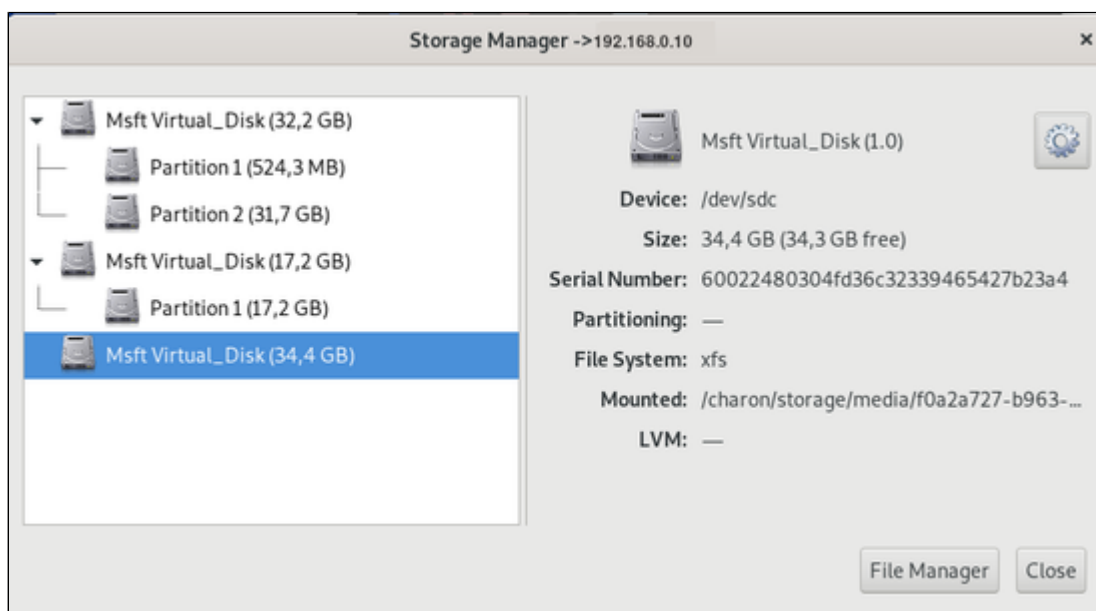 Storage Manager ->192.168.0.10
×
Msft Virtual_Disk (32,2 GB)
Partition 1 (524,3 MB)
Partition 2 (31,7 GB)
Msft Virtual_Disk (17,2 GB)
Partition 1 (17,2 GB)
Msft Virtual_Disk (34,4 GB)
Msft Virtual_Disk (1.0)
Device: /dev/sdc
Size: 34,4 GB (34,3 GB free)
Serial Number: 60022480304fd36c32339465427b23a4
Partitioning: —
File System: xfs
Mounted: /charon/storage/media/f0a2a727-b963-...
LVM: —
File Manager
Close